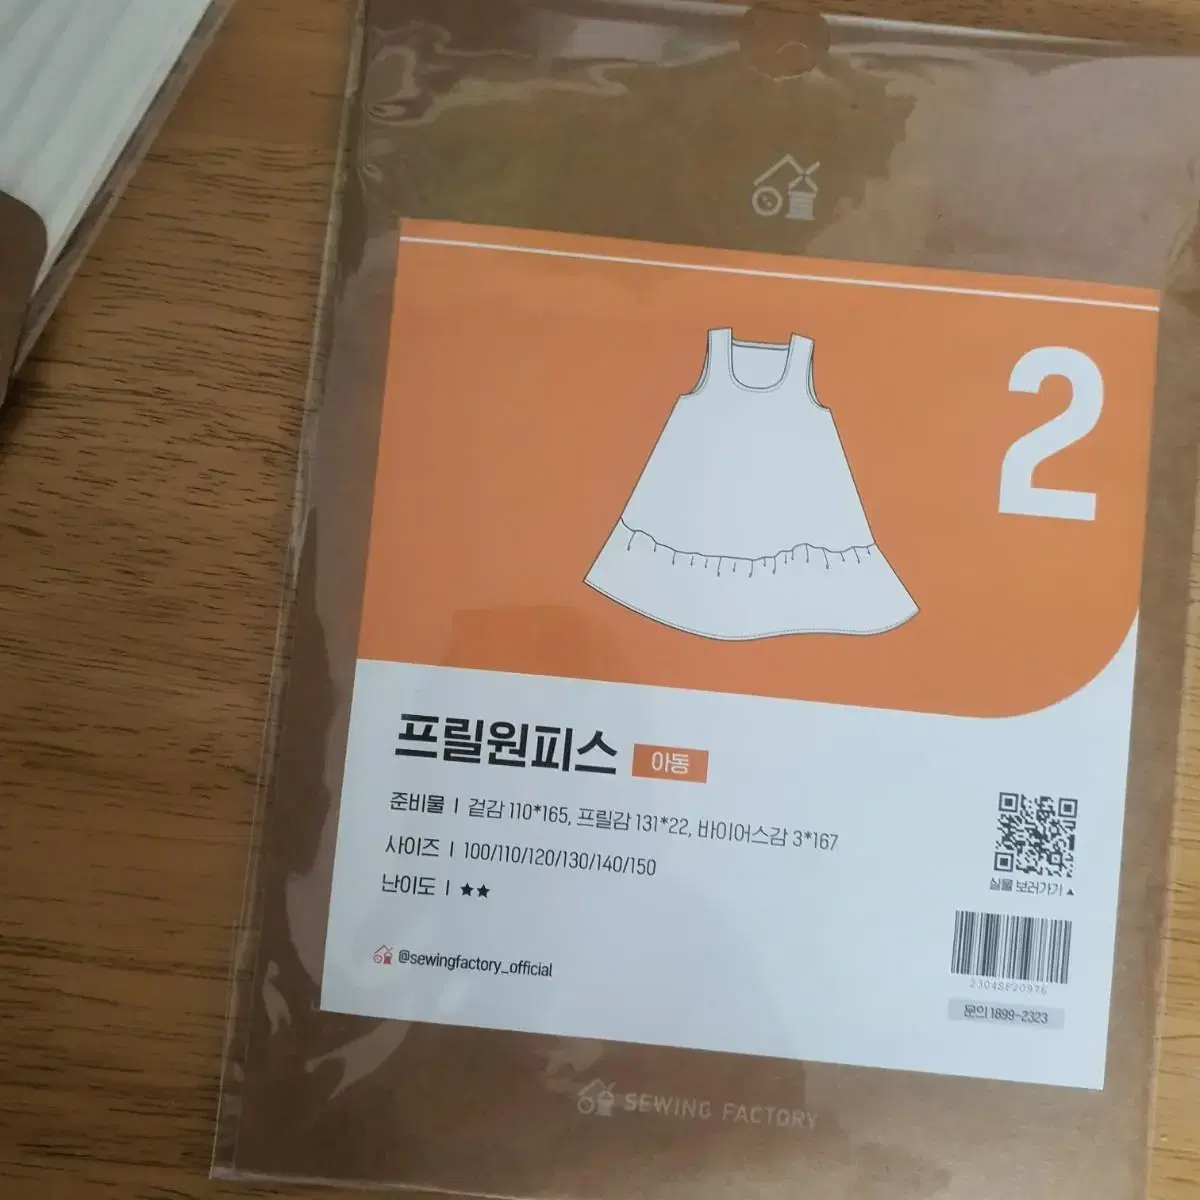 2
프릴원피스 아동
준비물 | 겉감 110*165, 프릴감 131*22, 바이어스감 3*167
사이즈 | 100/110/120/130/140/150
난이도 | ★★
실물 보러가기▲
@sewingfactory_official
2304SF20976
문의 1899-2323
SEWING FACTORY